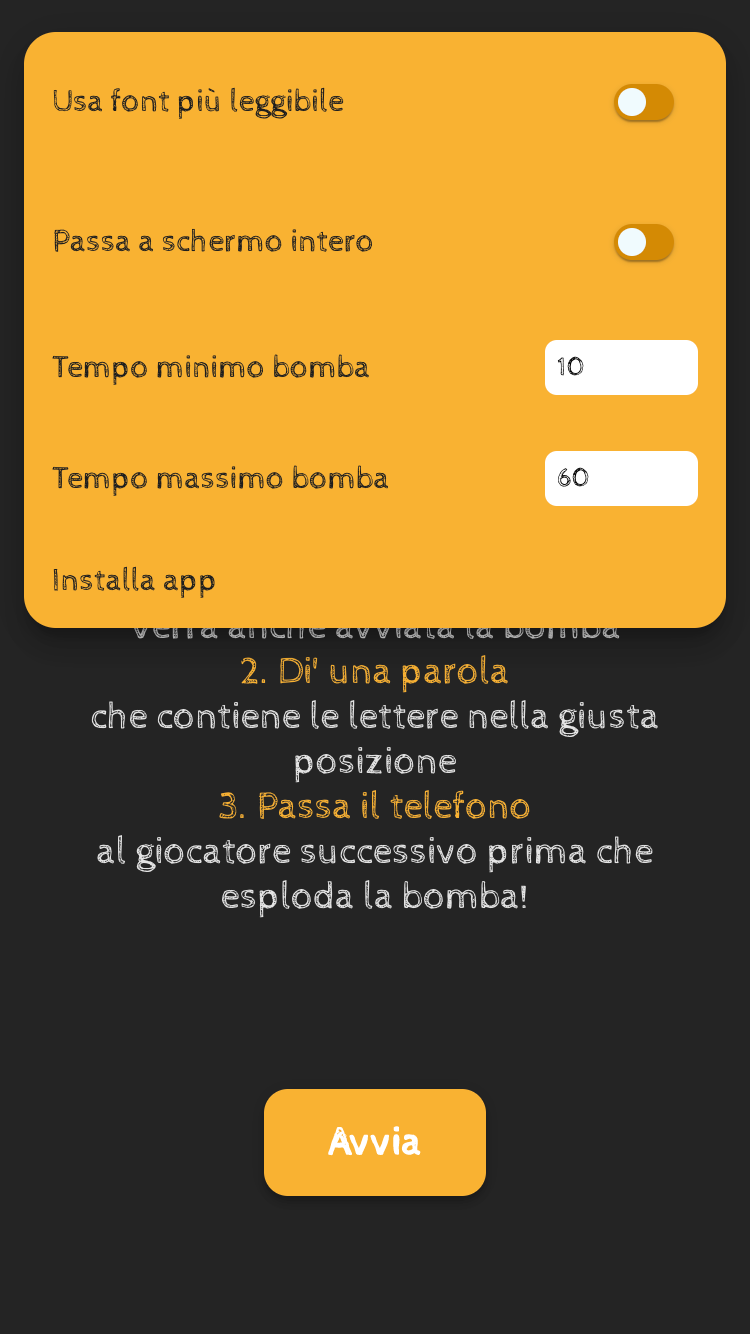 Usa font più leggibile
Passa a schermo intero
Tempo minimo bomba
10
Tempo massimo bomba
60
Installa app
verrà anche avviata la bomba
2. Di' una parola
che contiene le lettere nella giusta
posizione
3. Passa il telefono
al giocatore successivo prima che
esploda la bomba!
Avvia